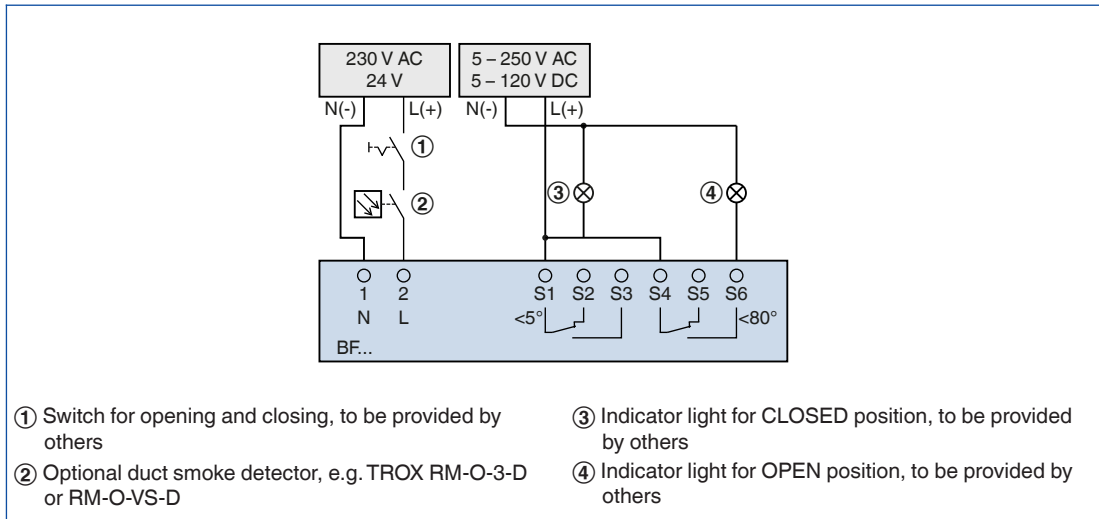 230 V AC
24 V
5 – 250 V AC
5 – 120 V DC
N(-)
L(+)
N(-)
L(+)
①
②
③
④
1
2
S1
S2
S3
S4
S5
S6
N
L
<5°
<80°
BF...
① Switch for opening and closing, to be provided by
others
② Optional duct smoke detector, e.g. TROX RM-O-3-D
or RM-O-VS-D
③ Indicator light for CLOSED position, to be provided
by others
④ Indicator light for OPEN position, to be provided by
others